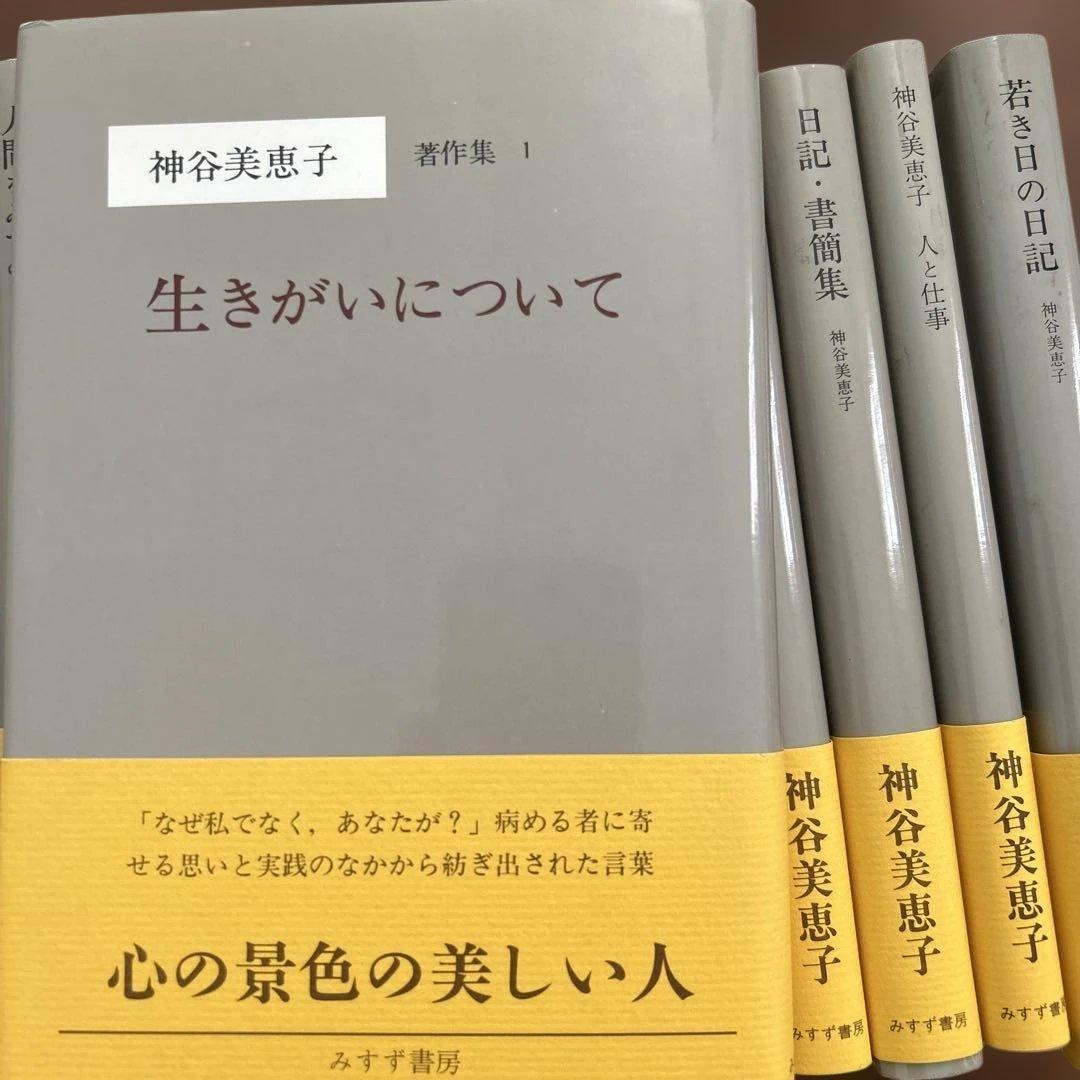 神谷美恵子
著作集 1
生きがいについて
「なぜ私でなく，あなたが？」病める者に寄
せる思いと実践のなかから紡ぎ出された言葉
心の景色の美しい人
みすず書房
日記・書簡集
神谷美恵子
神谷美恵子 人と仕事
若き日の日記
神谷美恵子
神谷美恵子
みすず書房
神谷美恵子
みすず書房
神谷美恵子
みすず書房